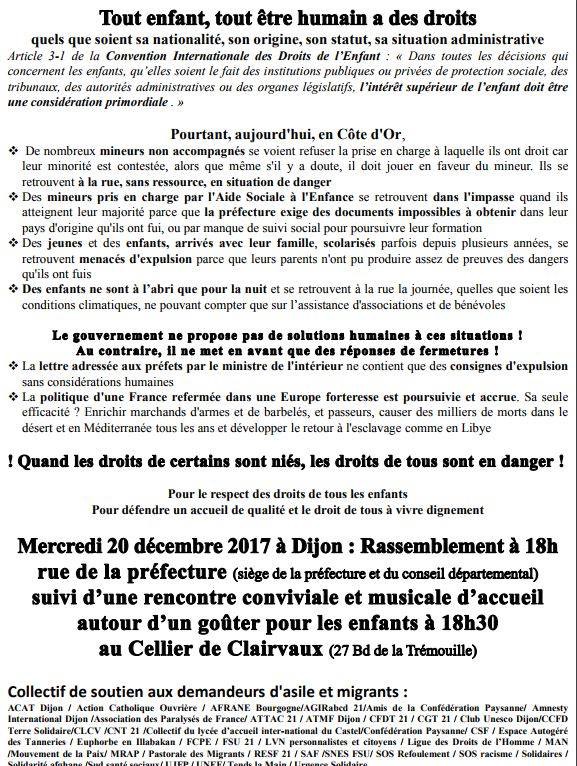 Tout enfant, tout être humain a des droits
quels que soient sa nationalité, son origine, son statut, sa situation administrative
Article 3-1 de la Convention Internationale des Droits de l'Enfant : « Dans toutes les décisions qui
concernent les enfants, qu'elles soient le fait des institutions publiques ou privées de protection sociale, des
tribunaux, des autorités administratives ou des organes législatifs, l'intérêt supérieur de l'enfant doit être
une considération primordiale . »
Pourtant, aujourd'hui, en Côte d'Or,
❖ De nombreux mineurs non accompagnés se voient refuser la prise en charge à laquelle ils ont droit car
leur minorité est contestée, alors que même s'il y a doute, il doit jouer en faveur du mineur. Ils se
retrouvent à la rue, sans ressource, en situation de danger
❖ Des mineurs pris en charge par l'Aide Sociale à l'Enfance se retrouvent dans l'impasse quand ils
atteignent leur majorité parce que la préfecture exige des documents impossibles à obtenir dans leur
pays d'origine qu'ils ont fui, ou par manque de suivi social pour poursuivre leur formation
❖ Des jeunes et des enfants, arrivés avec leur famille, scolarisés parfois depuis plusieurs années, se
retrouvent menacés d'expulsion parce que leurs parents n'ont pu produire assez de preuves des dangers
qu'ils ont fuis
❖ Des enfants ne sont à l'abri que pour la nuit et se retrouvent à la rue la journée, quelles que soient les
conditions climatiques, ne pouvant compter que sur l'assistance d'associations et de bénévoles
Le gouvernement ne propose pas de solutions humaines à ces situations !
Au contraire, il ne met en avant que des réponses de fermetures !
❖ La lettre adressée aux préfets par le ministre de l'intérieur ne contient que des consignes d'expulsion
sans considérations humaines
❖ La politique d'une France refermée dans une Europe forteresse est poursuivie et accrue. Sa seule
efficacité ? Enrichir marchands d'armes et de barbelés, et passeurs, causer des milliers de morts dans le
désert et en Méditerranée tous les ans et développer le retour à l'esclavage comme en Libye
! Quand les droits de certains sont niés, les droits de tous sont en danger !
Pour le respect des droits de tous les enfants
Pour défendre un accueil de qualité et le droit de tous à vivre dignement
Mercredi 20 décembre 2017 à Dijon : Rassemblement à 18h
rue de la préfecture (siège de la préfecture et du conseil départemental)
suivi d'une rencontre conviviale et musicale d'accueil
autour d'un goûter pour les enfants à 18h30
au Cellier de Clairvaux (27 Bd de la Trémouille)
Collectif de soutien aux demandeurs d'asile et migrants :
ACAT Dijon / Action Catholique Ouvrière / AFRANE Bourgogne/AGIRabcd 21/Amis de la Confédération Paysanne/ Amnesty
International Dijon /Association des Paralysés de France/ ATTAC 21 / ATMF Dijon / CFDT 21 / CGT 21 / Club Unesco Dijon/CCFD
Terre Solidaire/CLCV /CNT 21 /Collectif du lycée d'accueil inter-national du Castel/Confédération Paysanne/ CSF / Espace Autogéré
des Tanneries / Euphorbe en Illabakan / FCPE / FSU 21 / LVN personnalistes et citoyens / Ligue des Droits de l'Homme / MAN
/Mouvement de la Paix/ MRAP / Pastorale des Migrants / RESF 21 / SAF /SNES FSU/ SOS Refoulement / SOS racisme / Solidaires /
Solidarité afghane /Sud santé sociaux/ UJFP / UNEF/ Tends la Main / Urgence Solidaire